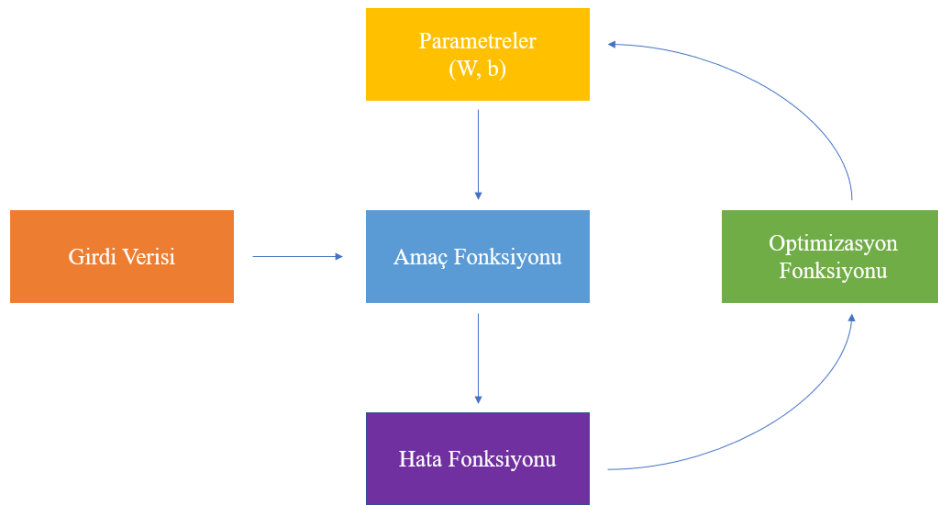 Parametreler
(W, b)
Girdi Verisi
Amaç Fonksiyonu
Optimizasyon
Fonksiyonu
Hata Fonksiyonu